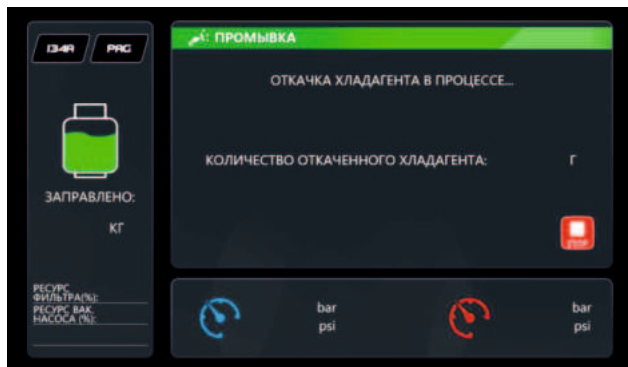 134A PAG
ПРОМЫВКА
ОТКАЧКА ХЛАДАГЕНТА В ПРОЦЕССЕ...
КОЛИЧЕСТВО ОТКАЧЕННОГО ХЛАДАГЕНТА: Г
ЗАПРАВЛЕНО:
КГ
STOP
РЕСУРС
ФИЛЬТРА(%):
РЕСУРС ВАК.
НАСОСА (%):
bar bar
psi psi